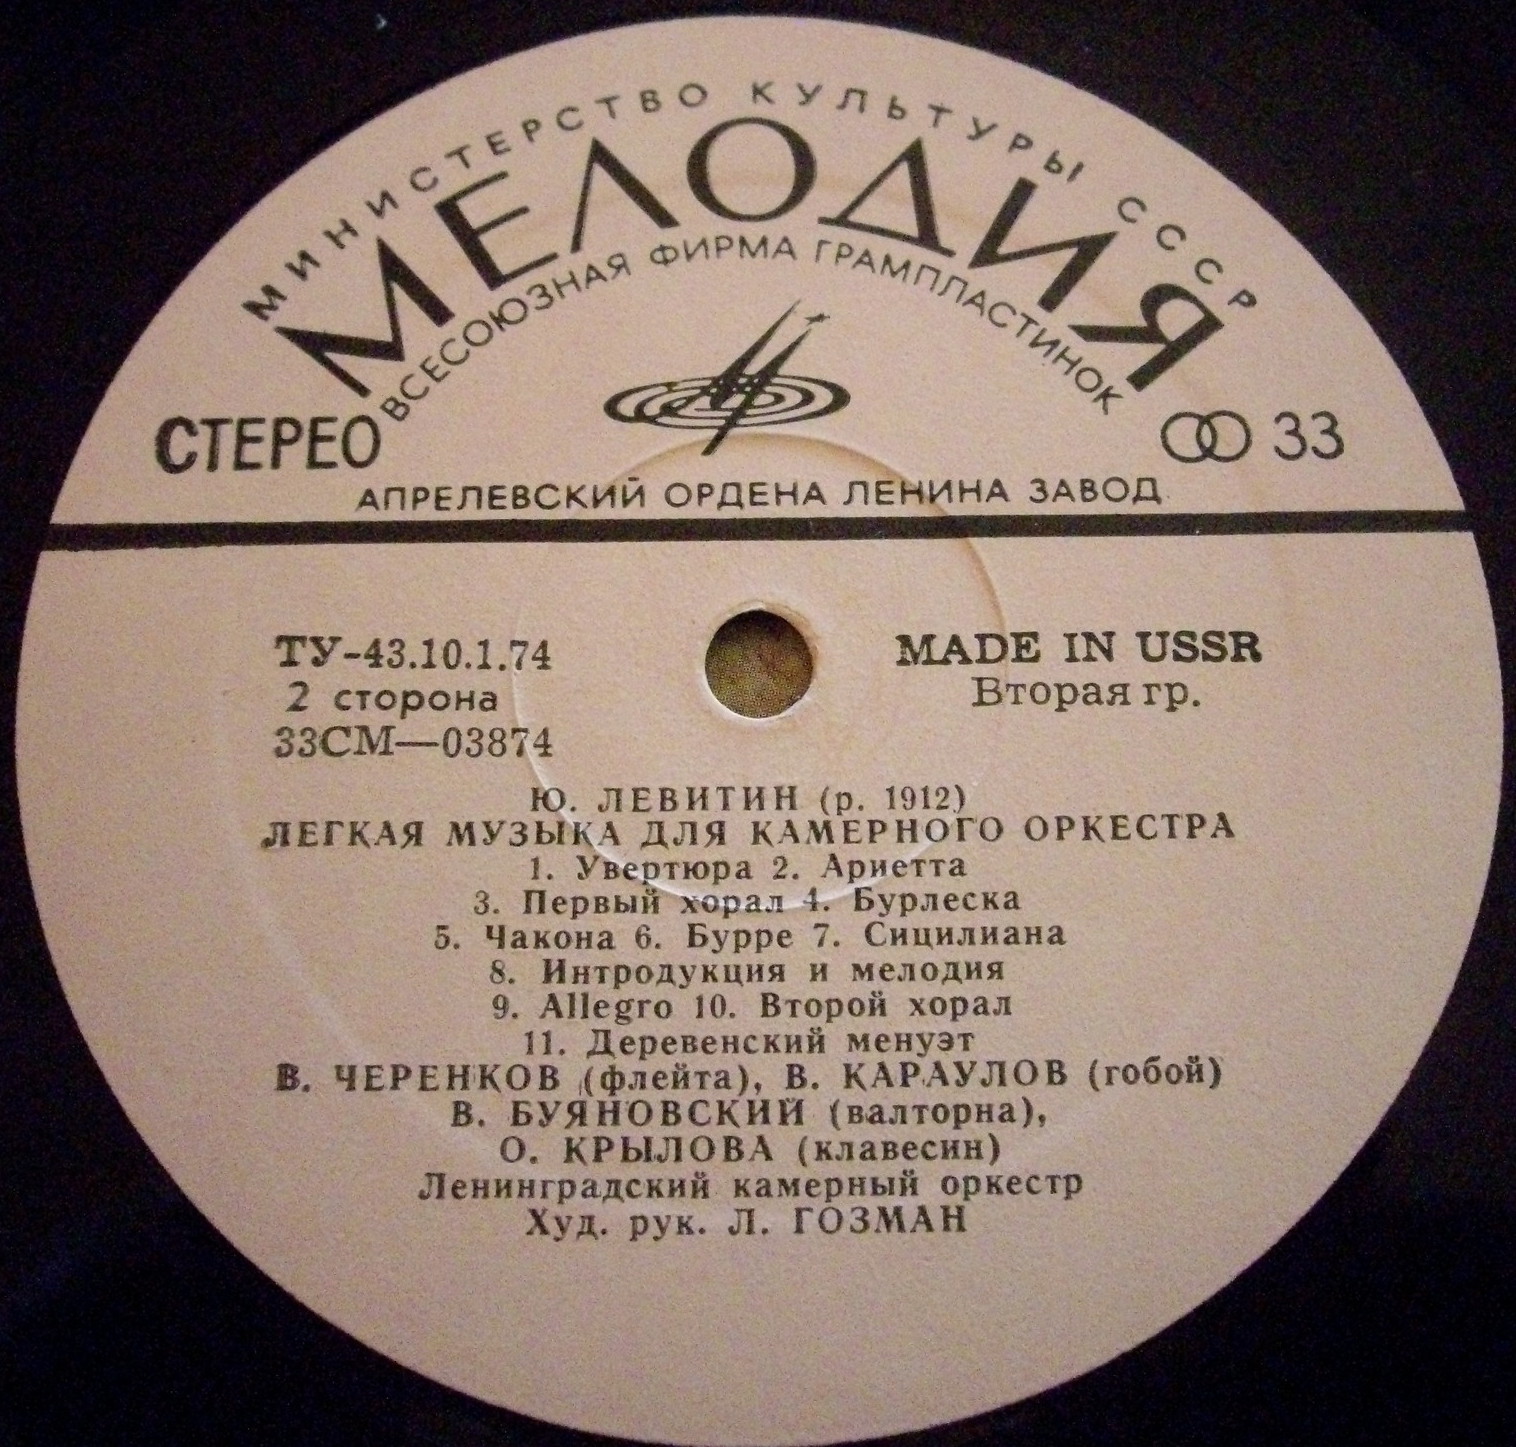 МИНИСТЕРСТВО КУЛЬТУРЫ СССР
МЕЛОДИЯ
ВСЕСОЮЗНАЯ ФИРМА ГРАМПЛАСТИНОК
СТЕРЕО
33
АПРЕЛЕВСКИЙ ОРДЕНА ЛЕНИНА ЗАВОД
ТУ-43.10.1.74
2 сторона
33СМ—03874
MADE IN USSR
Вторая гр.
Ю. ЛЕВИТИН (р. 1912)
ЛЕГКАЯ МУЗЫКА ДЛЯ КАМЕРНОГО ОРКЕСТРА
1. Увертюра 2. Ариетта
3. Первый хорал 4. Бурлеска
5. Чакона 6. Бурре 7. Сицилиана
8. Интродукция и мелодия
9. Allegro 10. Второй хорал
11. Деревенский менуэт
В. ЧЕРЕНКОВ (флейта), В. КАРАУЛОВ (гобой)
В. БУЯНОВСКИЙ (валторна),
О. КРЫЛОВА (клавесин)
Ленинградский камерный оркестр
Худ. рук. Л. ГОЗМАН